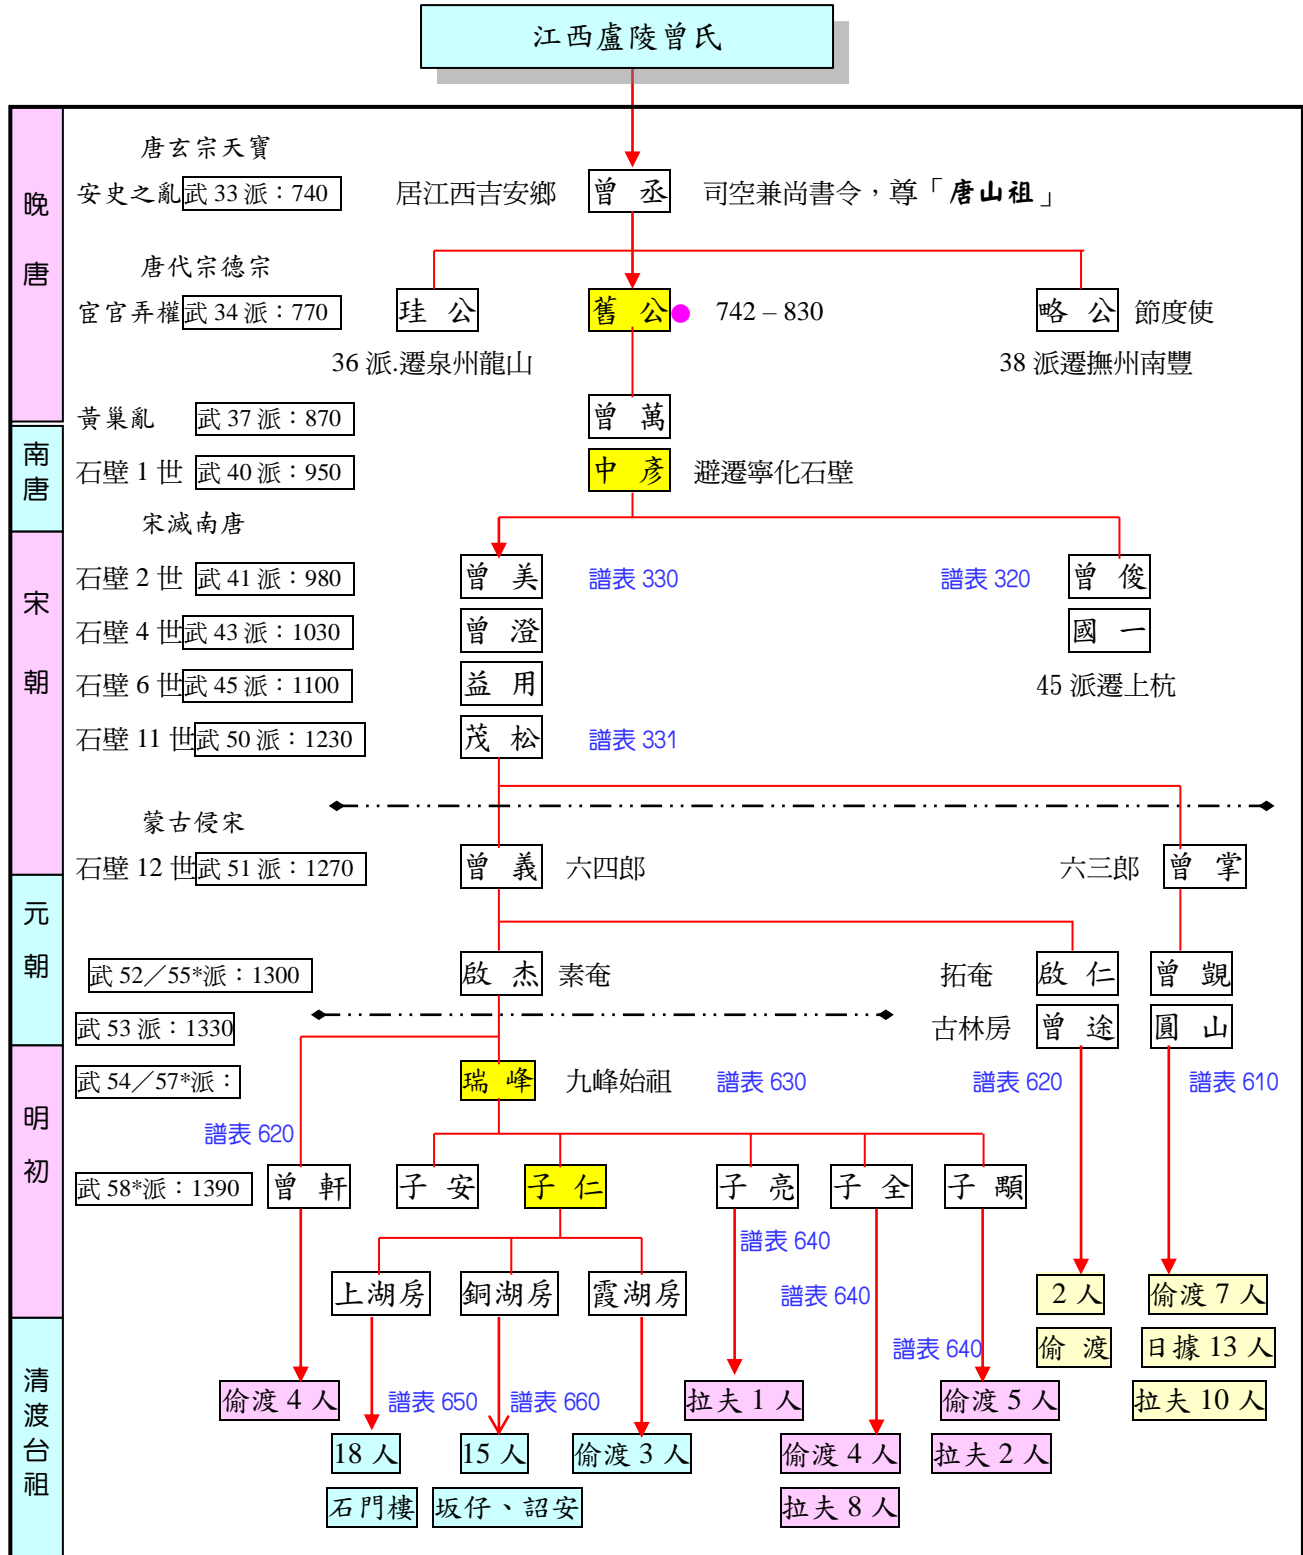 江西盧陵曾氏
晚唐
唐玄宗天寶
安史之亂 武 33 派：740 居江西吉安鄉 曾丞 司空兼尚書令，尊「唐山祖」
唐代宗德宗
宦官弄權 武 34 派：770 珪公 舊公 742 – 830 略公 節度使
36 派.遷泉州龍山 38 派遷撫州南豐
黃巢亂 武 37 派：870 曾萬
南唐
石壁 1 世 武 40 派：950 中彥 避遷寧化石壁
宋滅南唐
宋朝
石壁 2 世 武 41 派：980 曾美 譜表 330 譜表 320 曾俊
石壁 4 世 武 43 派：1030 曾澄 國一
石壁 6 世 武 45 派：1100 益用 45 派遷上杭
石壁 11 世 武 50 派：1230 茂松 譜表 331
蒙古侵宋
石壁 12 世 武 51 派：1270 曾義 六四郎 六三郎 曾掌
元朝
武 52／55*派：1300 啟杰 素奄 拓奄 啟仁 曾覬
武 53 派：1330 古林房 曾途 圓山
明初
武 54／57*派： 瑞峰 九峰始祖 譜表 630 譜表 620 譜表 610
譜表 620
武 58*派：1390 曾軒 子安 子仁 子亮 子全 子顯
譜表 640
上湖房 銅湖房 霞湖房 譜表 640 2 人 偷渡 7 人
清渡台祖
譜表 640 偷渡 日據 13 人
偷渡 4 人 譜表 650 譜表 660 拉夫 1 人 偷渡 5 人 拉夫 10 人
18 人 15 人 偷渡 3 人 偷渡 4 人 拉夫 2 人
石門樓 坂仔、詔安 拉夫 8 人